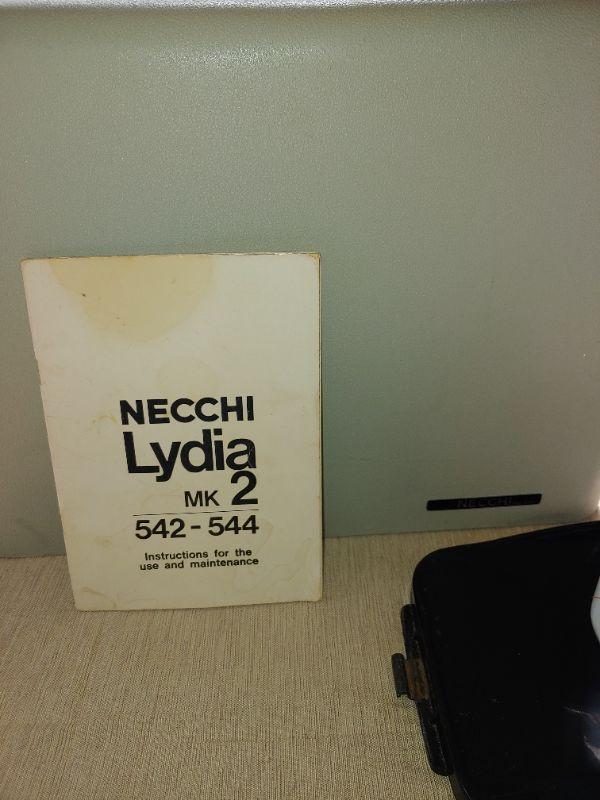 NECCHI
Lydia
MK 2
542-544
Instructions for the
use and maintenance
NECCHI